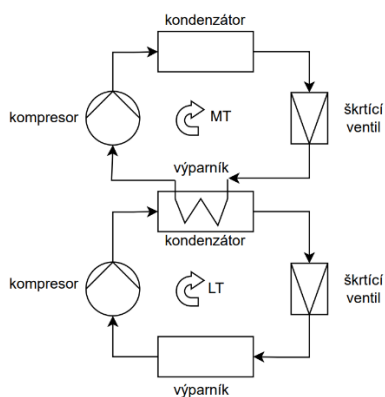 kondenzátor
kompresor
MT
škrtící
ventil
výparník
kondenzátor
kompresor
LT
škrtící
ventil
výparník